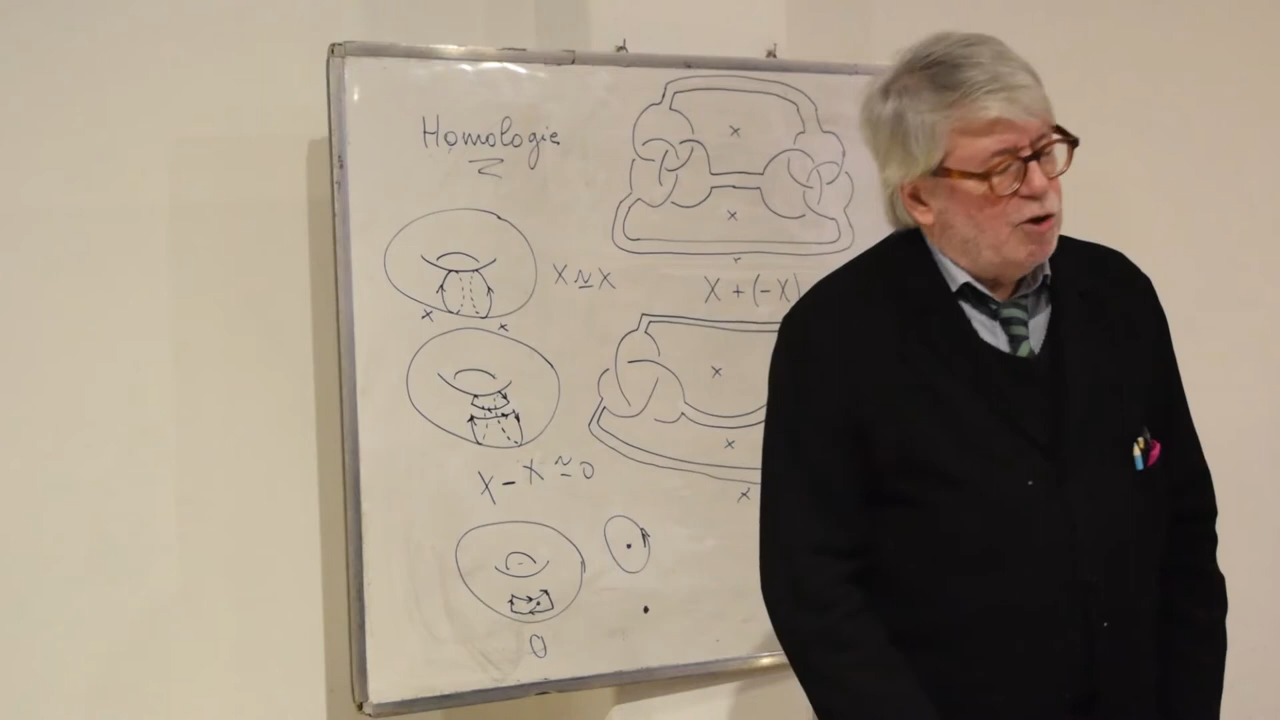 Homologie
x
x
X ≃ X
X + (-X)
x x
x
X - X ≃ 0
x
x
0